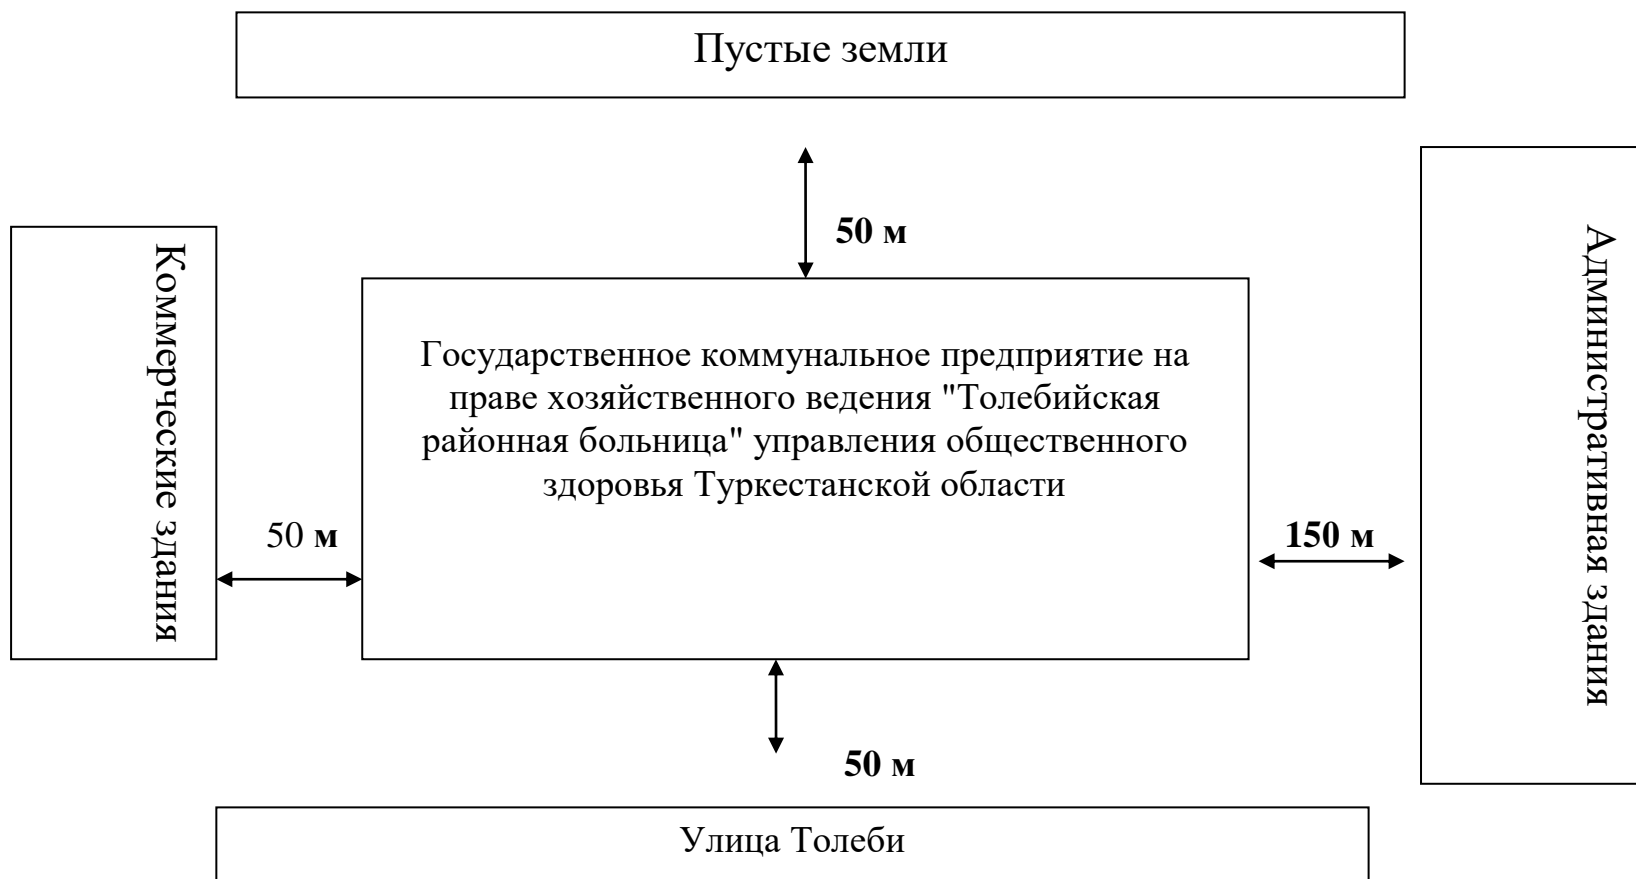 Пустые земли
50 м
Коммерческие здания
Государственное коммунальное предприятие на
праве хозяйственного ведения "Толебийская
районная больница" управления общественного
здоровья Туркестанской области
Административная здания
50 м
150 м
50 м
Улица Толеби